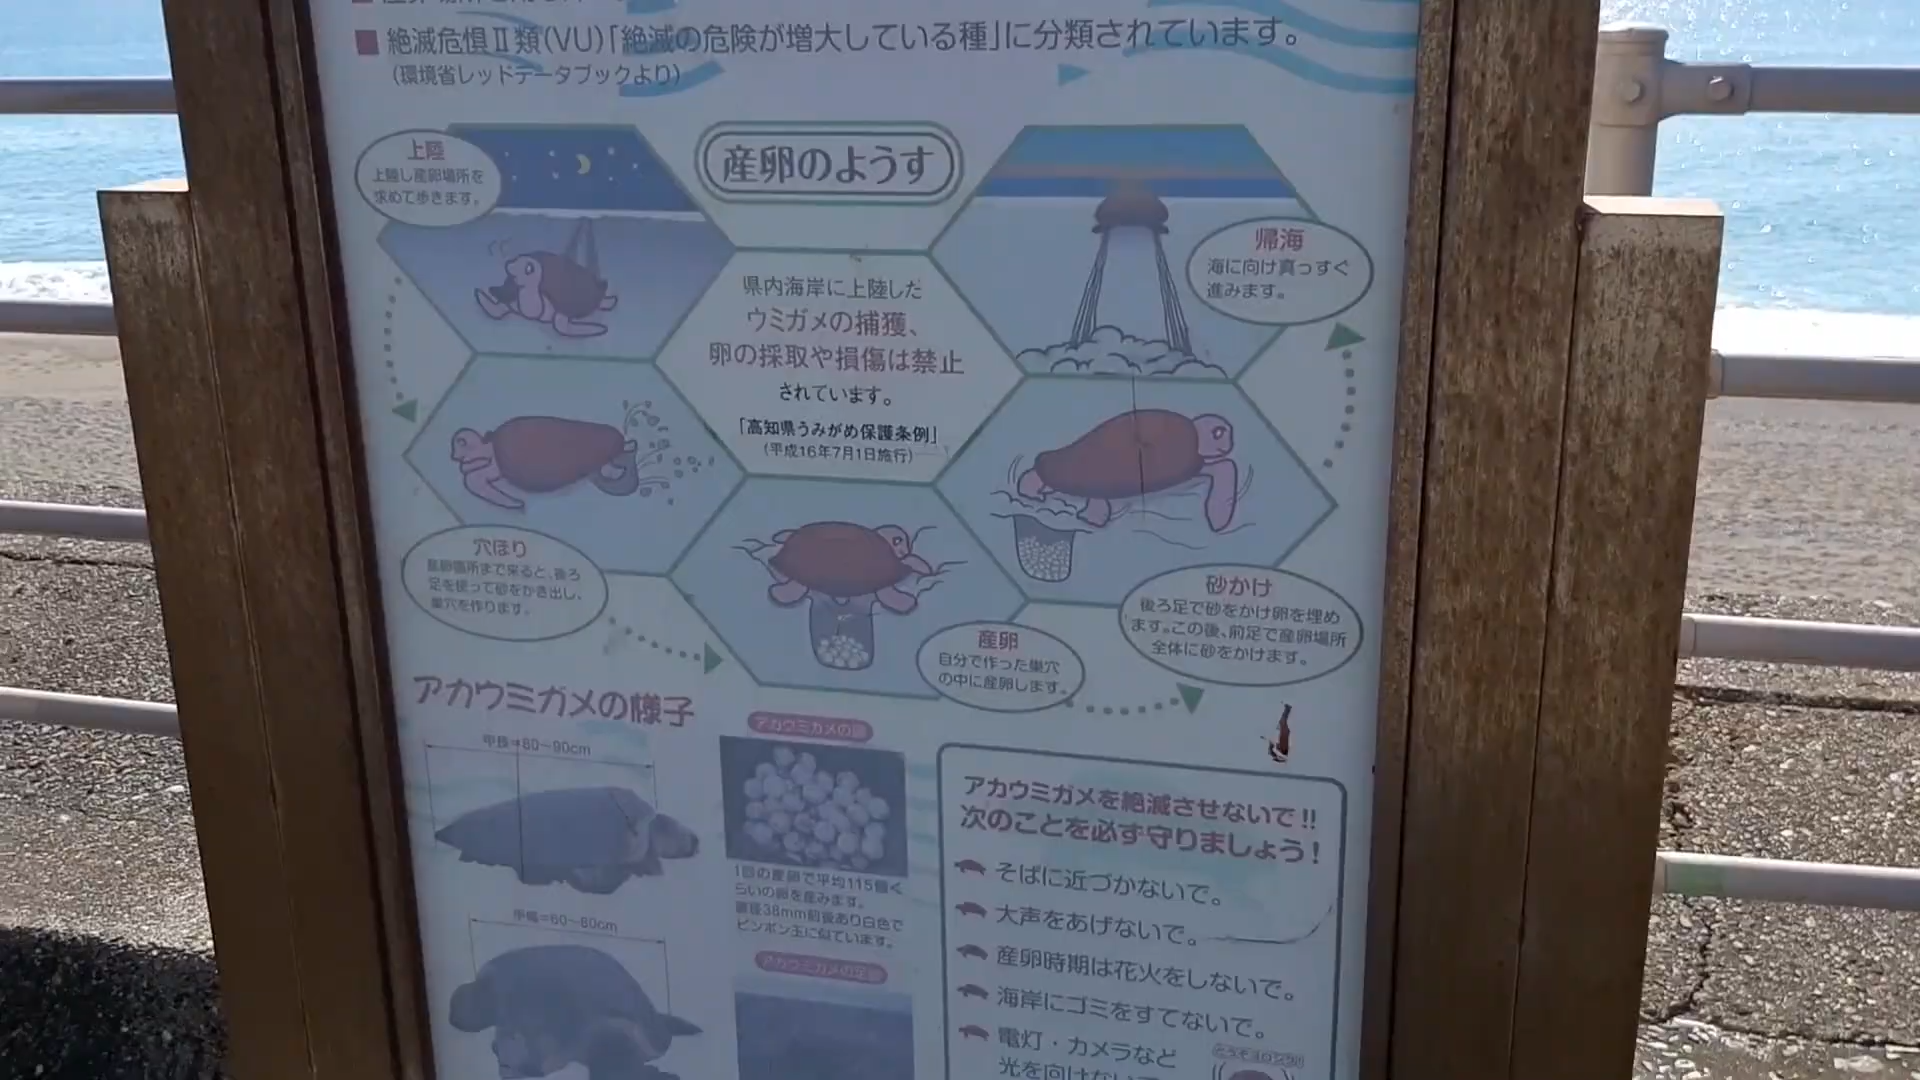 ■ 絶滅危惧Ⅱ類(VU)「絶滅の危険が増大している種」に分類されています。
(環境省レッドデータブックより)
産卵のようす
上陸
上陸し産卵場所を
求めて歩きます。
帰海
海に向け真っすぐ
進みます。
県内海岸に上陸した
ウミガメの捕獲、
卵の採取や損傷は禁止
されています。
「高知県うみがめ保護条例」
(平成16年7月1日施行)
穴ほり
産卵箇所まで来ると、後ろ
足を使って砂をかき出し、
巣穴を作ります。
産卵
自分で作った巣穴
の中に産卵します。
砂かけ
後ろ足で砂をかけ卵を埋め
ます。この後、前足で産卵場所
全体に砂をかけます。
アカウミガメの様子
甲長=80~90cm
甲幅=60~80cm
アカウミガメの卵
1回の産卵で平均115個く
らいの卵を産みます。
直径38mm前後あり白色で
ピンポン玉に似ています。
アカウミガメの足跡
アカウミガメを絶滅させないで!!
次のことを必ず守りましょう!
そばに近づかないで。
大声をあげないで。
産卵時期は花火をしないで。
海岸にゴミをすてないで。
電灯・カメラなど
光を向けない